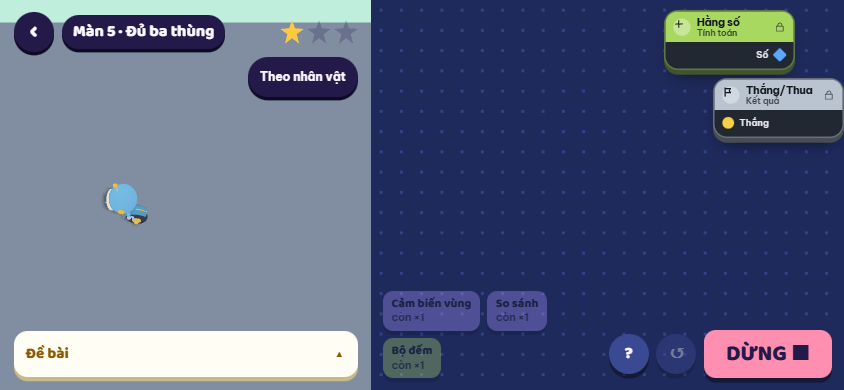 Màn 5 · Đủ ba thùng
Theo nhân vật
Đề bài
Hằng số
Tính toán
Số
Thắng/Thua
Kết quả
Thắng
Cảm biến vùng
còn ×1
So sánh
còn ×1
Bộ đếm
còn ×1
?
DỪNG